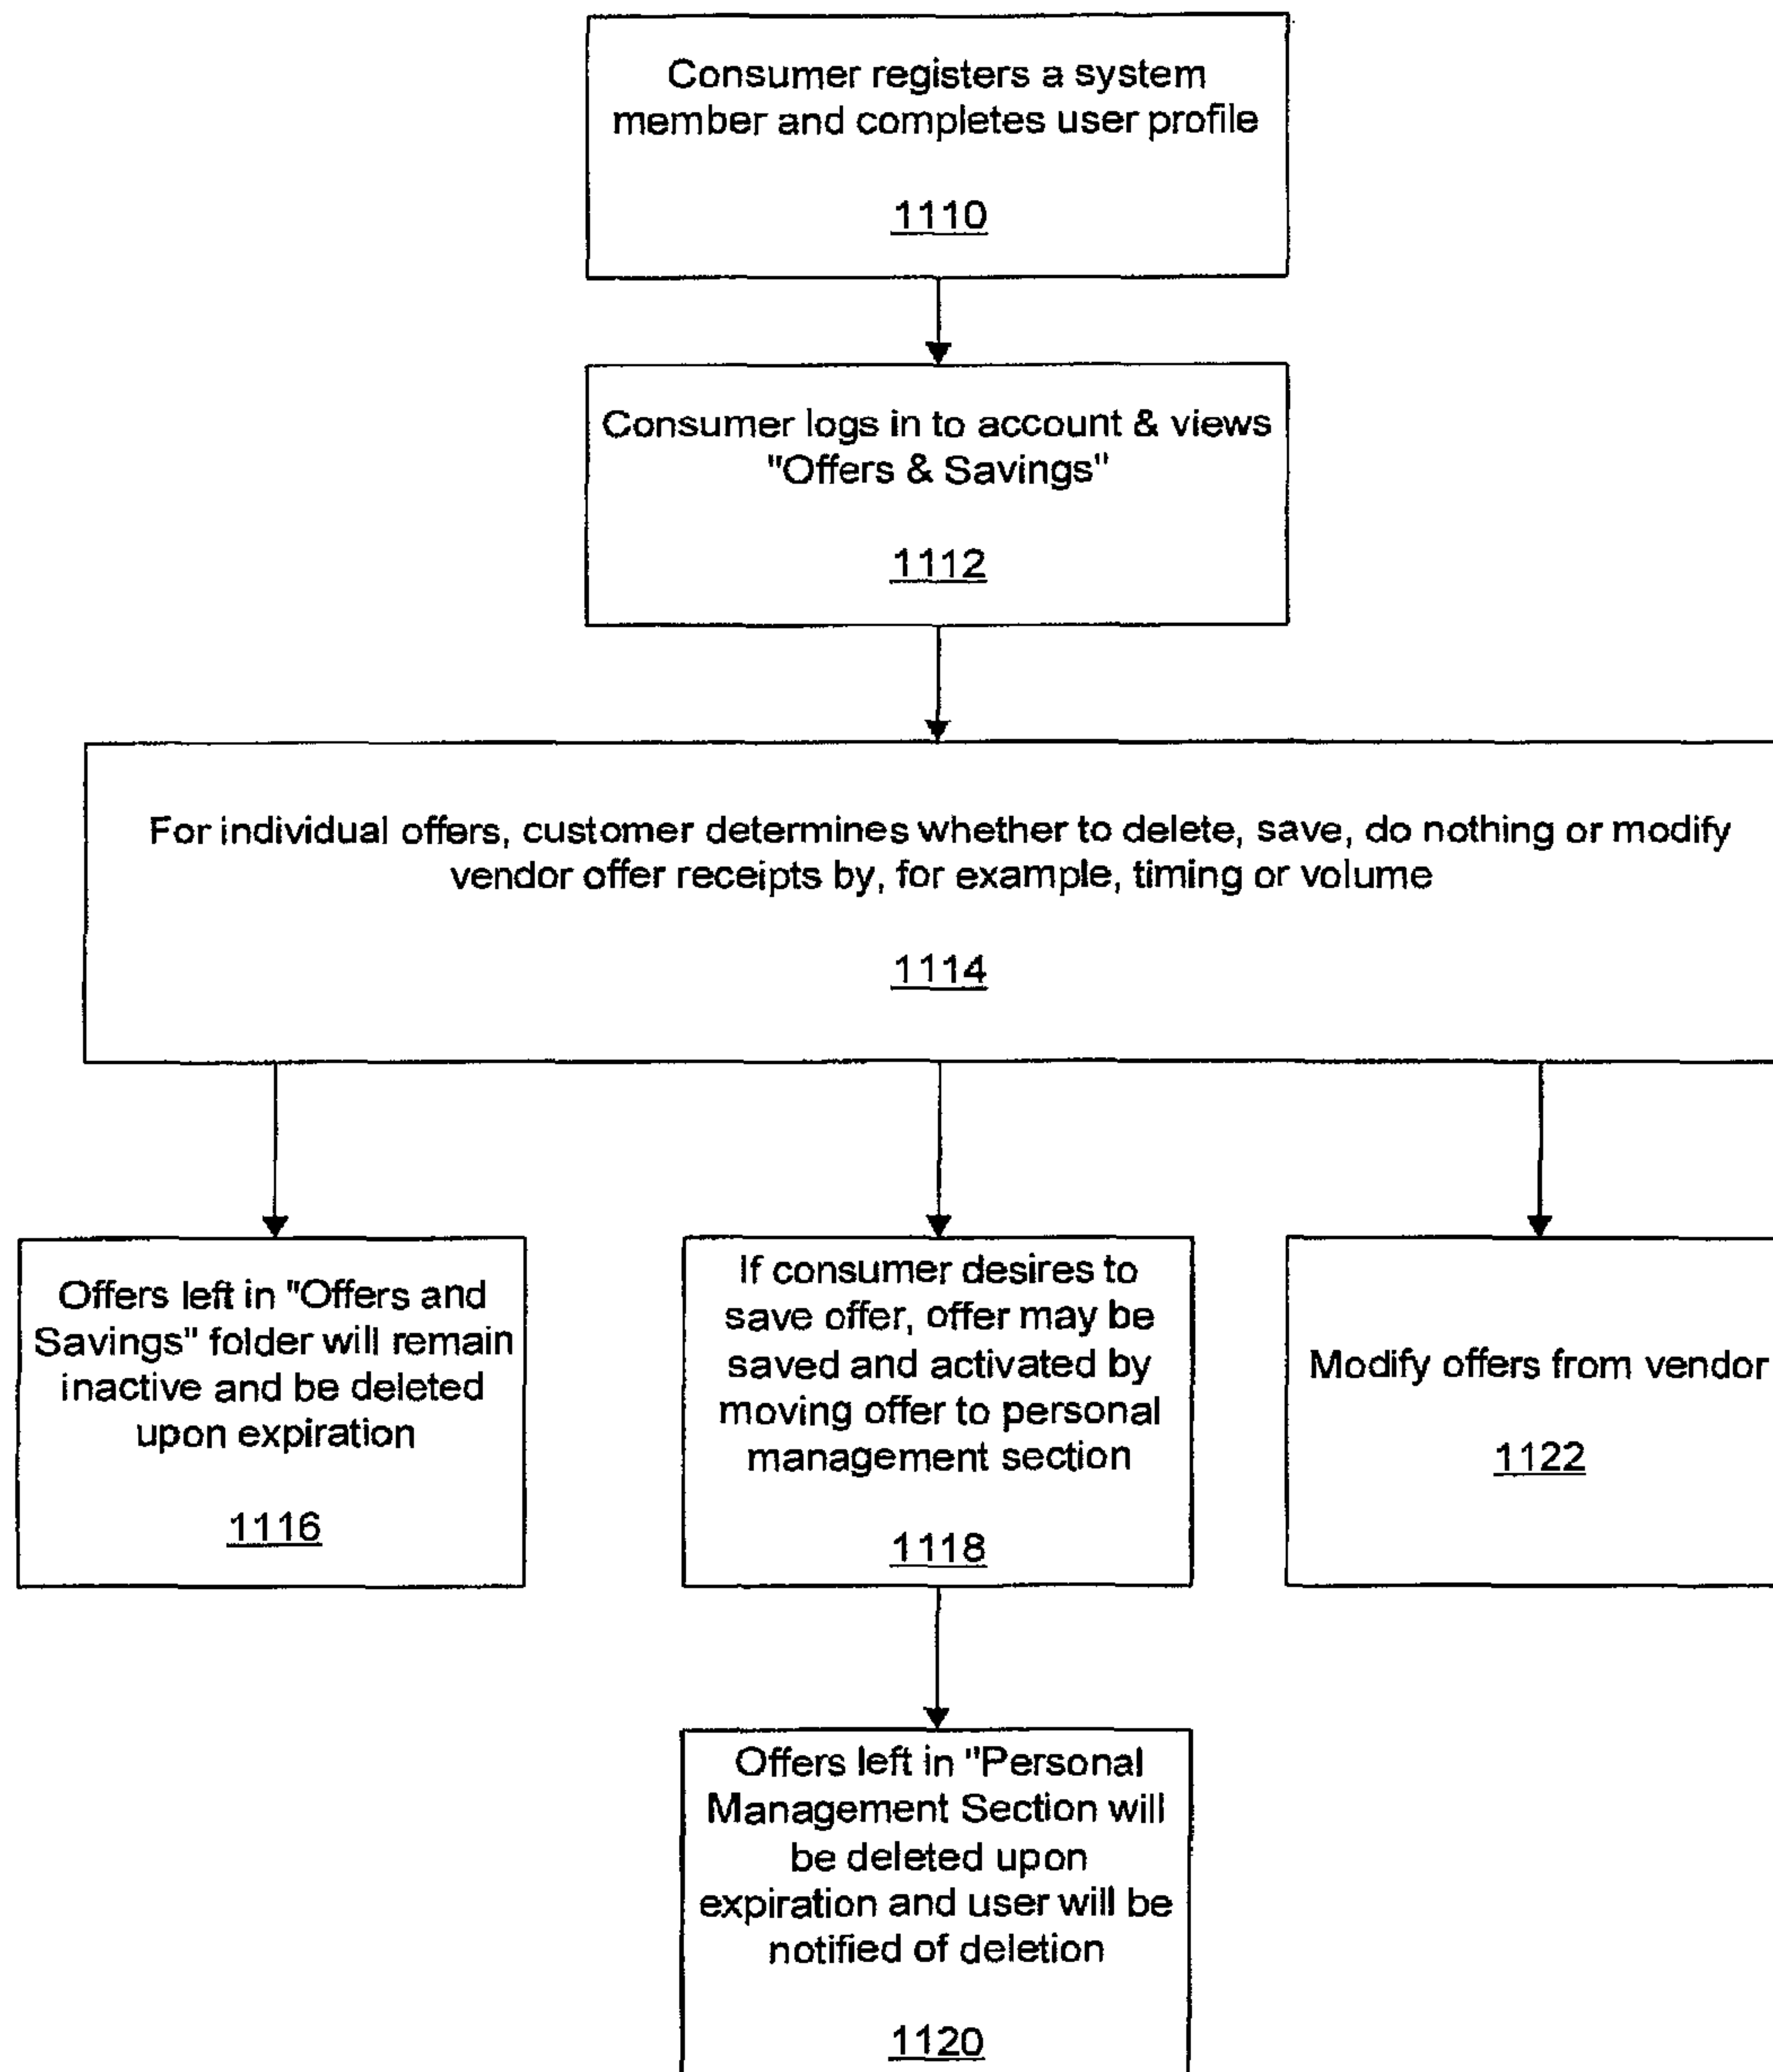 Consumer registers a system
member and completes user profile
1110
Consumer logs in to account & views
"Offers & Savings"
1112
For individual offers, customer determines whether to delete, save, do nothing or modify
vendor offer receipts by, for example, timing or volume
1114
Offers left in "Offers and
Savings" folder will remain
inactive and be deleted
upon expiration
1116
If consumer desires to
save offer, offer may be
saved and activated by
moving offer to personal
management section
1118
Modify offers from vendor
1122
Offers left in "Personal
Management Section will
be deleted upon
expiration and user will be
notified of deletion
1120